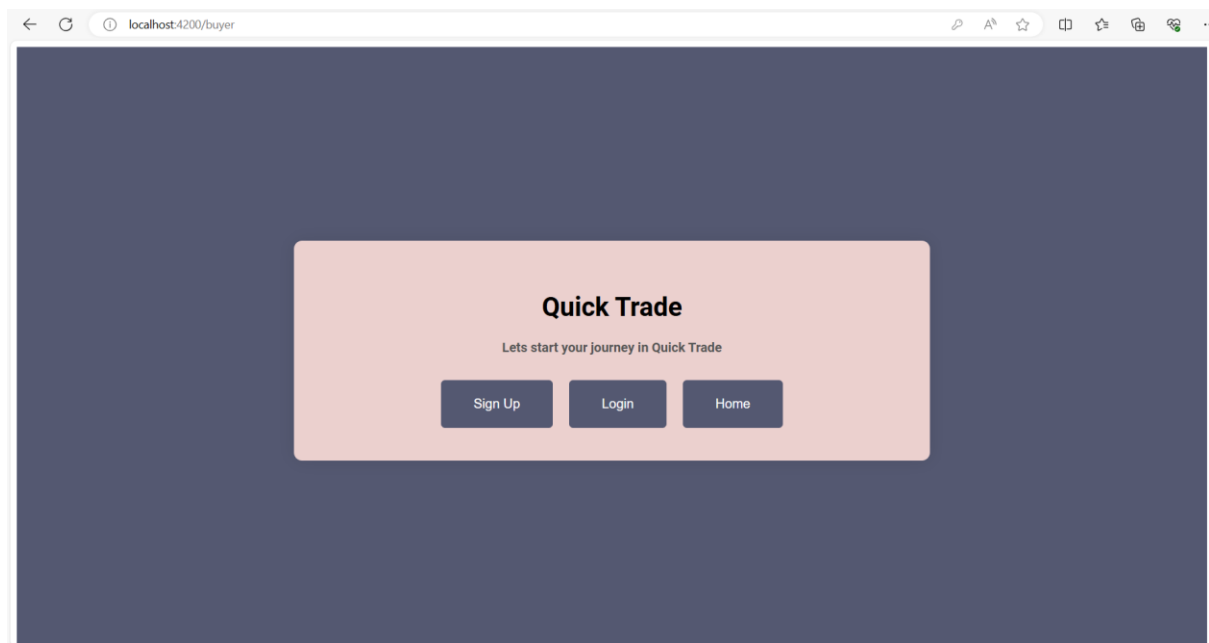 localhost:4200/buyer
Quick Trade
Lets start your journey in Quick Trade
Sign Up
Login
Home